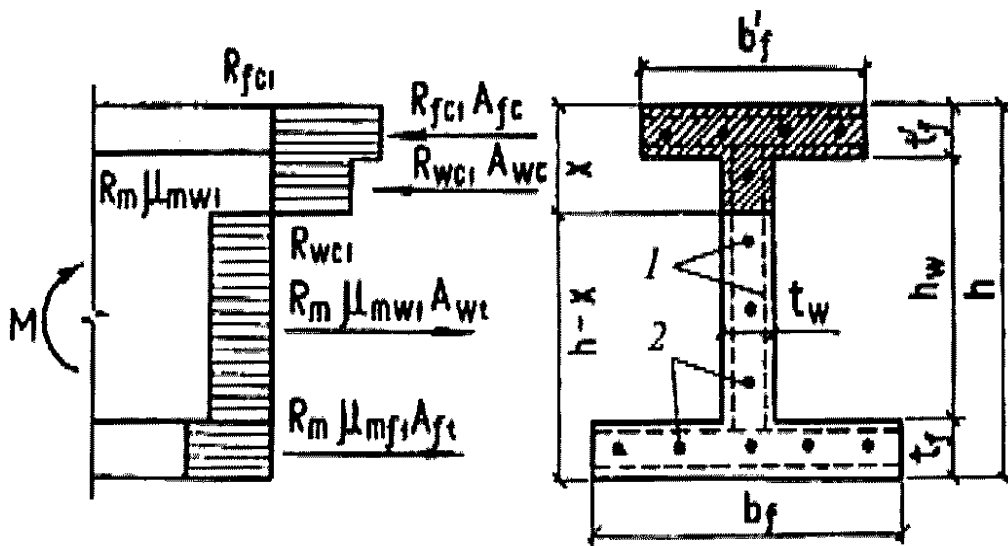 R_fc1
R_fc1 A_fc
R_wc1 A_wc
R_m μ_mw1
R_wc1
R_m μ_mw1 A_wt
R_m μ_mf1 A_ft
M
b'_f
t'_f
x
h-x
1
2
t_w
h_w
h
t_f
b_f